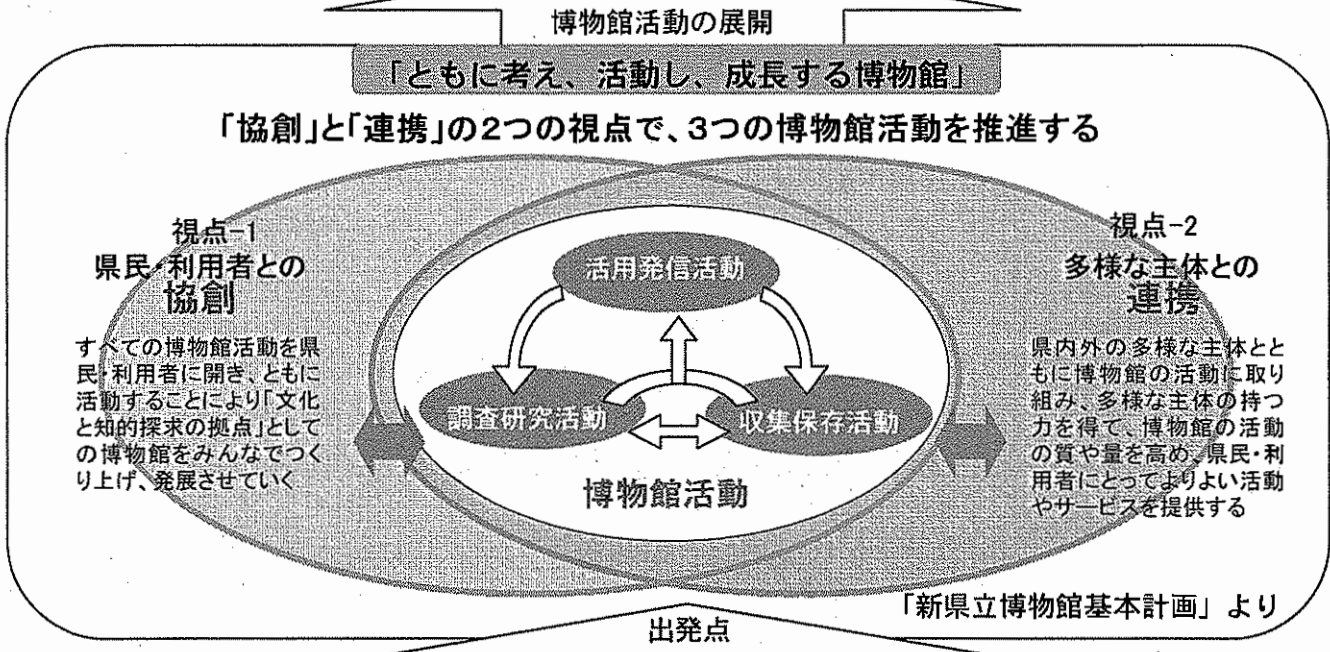 博物館活動の展開
「ともに考え、活動し、成長する博物館」
「協創」と「連携」の2つの視点で、3つの博物館活動を推進する
視点-1
県民・利用者との
協創
すべての博物館活動を県
民・利用者に開き、ともに
活動することにより「文化
と知的探求の拠点」として
の博物館をみんなでつく
り上げ、発展させていく
活用発信活動
調査研究活動
収集保存活動
博物館活動
視点-2
多様な主体との
連携
県内外の多様な主体とと
もに博物館の活動に取り
組み、多様な主体の持つ
力を得て、博物館の活動
の質や量を高め、県民・利
用者にとってよりよい活動
やサービスを提供する
「新県立博物館基本計画」より
出発点